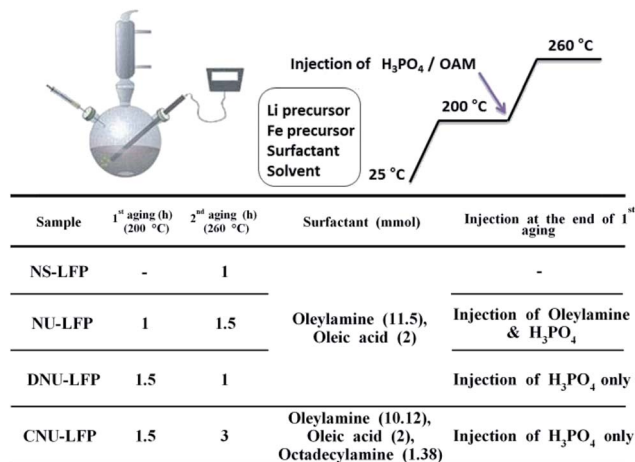 260 °C
Injection of H₃PO₄ / OAM
200 °C
Li precursor
Fe precursor
Surfactant
Solvent
25 °C
Sample
1st aging (h)
(200 °C)
2nd aging (h)
(260 °C)
Surfactant (mmol)
Injection at the end of 1st
aging
NS-LFP
-
1
-
NU-LFP
1
1.5
Oleylamine (11.5),
Oleic acid (2)
Injection of Oleylamine
& H₃PO₄
DNU-LFP
1.5
1
Injection of H₃PO₄ only
CNU-LFP
1.5
3
Oleylamine (10.12),
Oleic acid (2),
Octadecylamine (1.38)
Injection of H₃PO₄ only